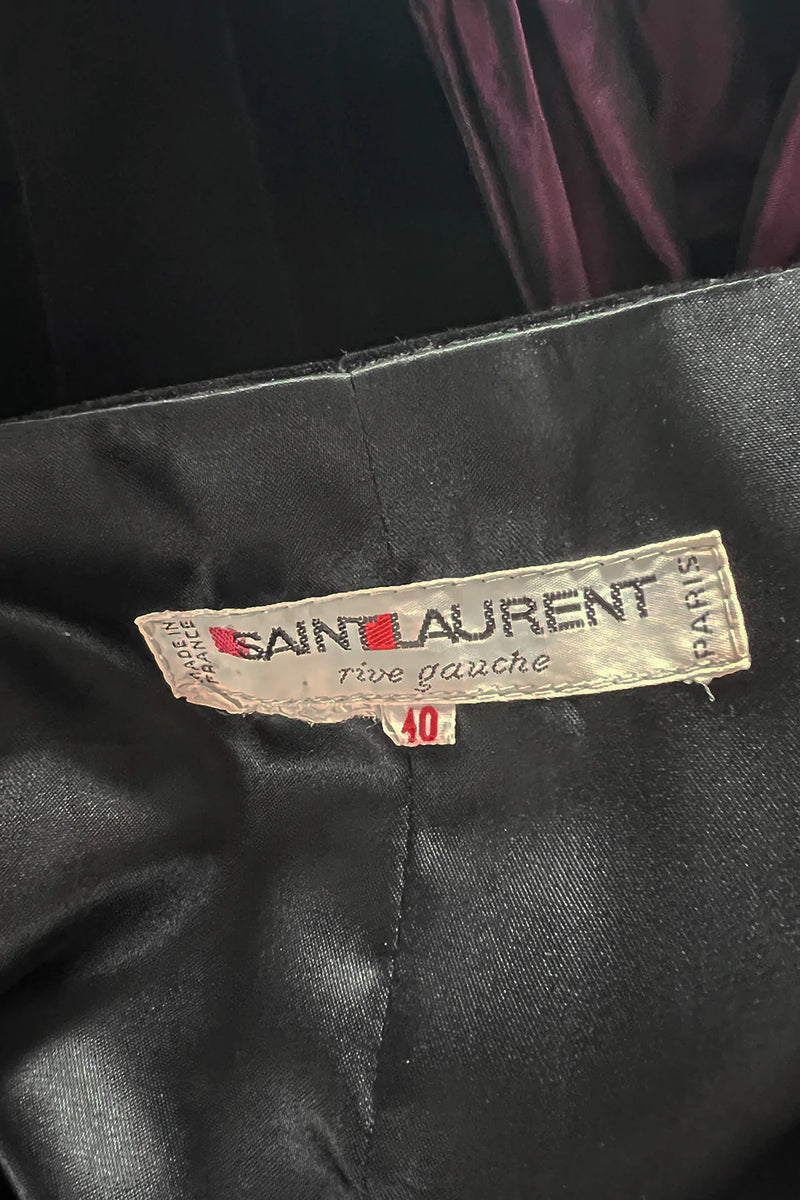 MADE IN
FRANCE
SAINT LAURENT
rive gauche
PARIS
40